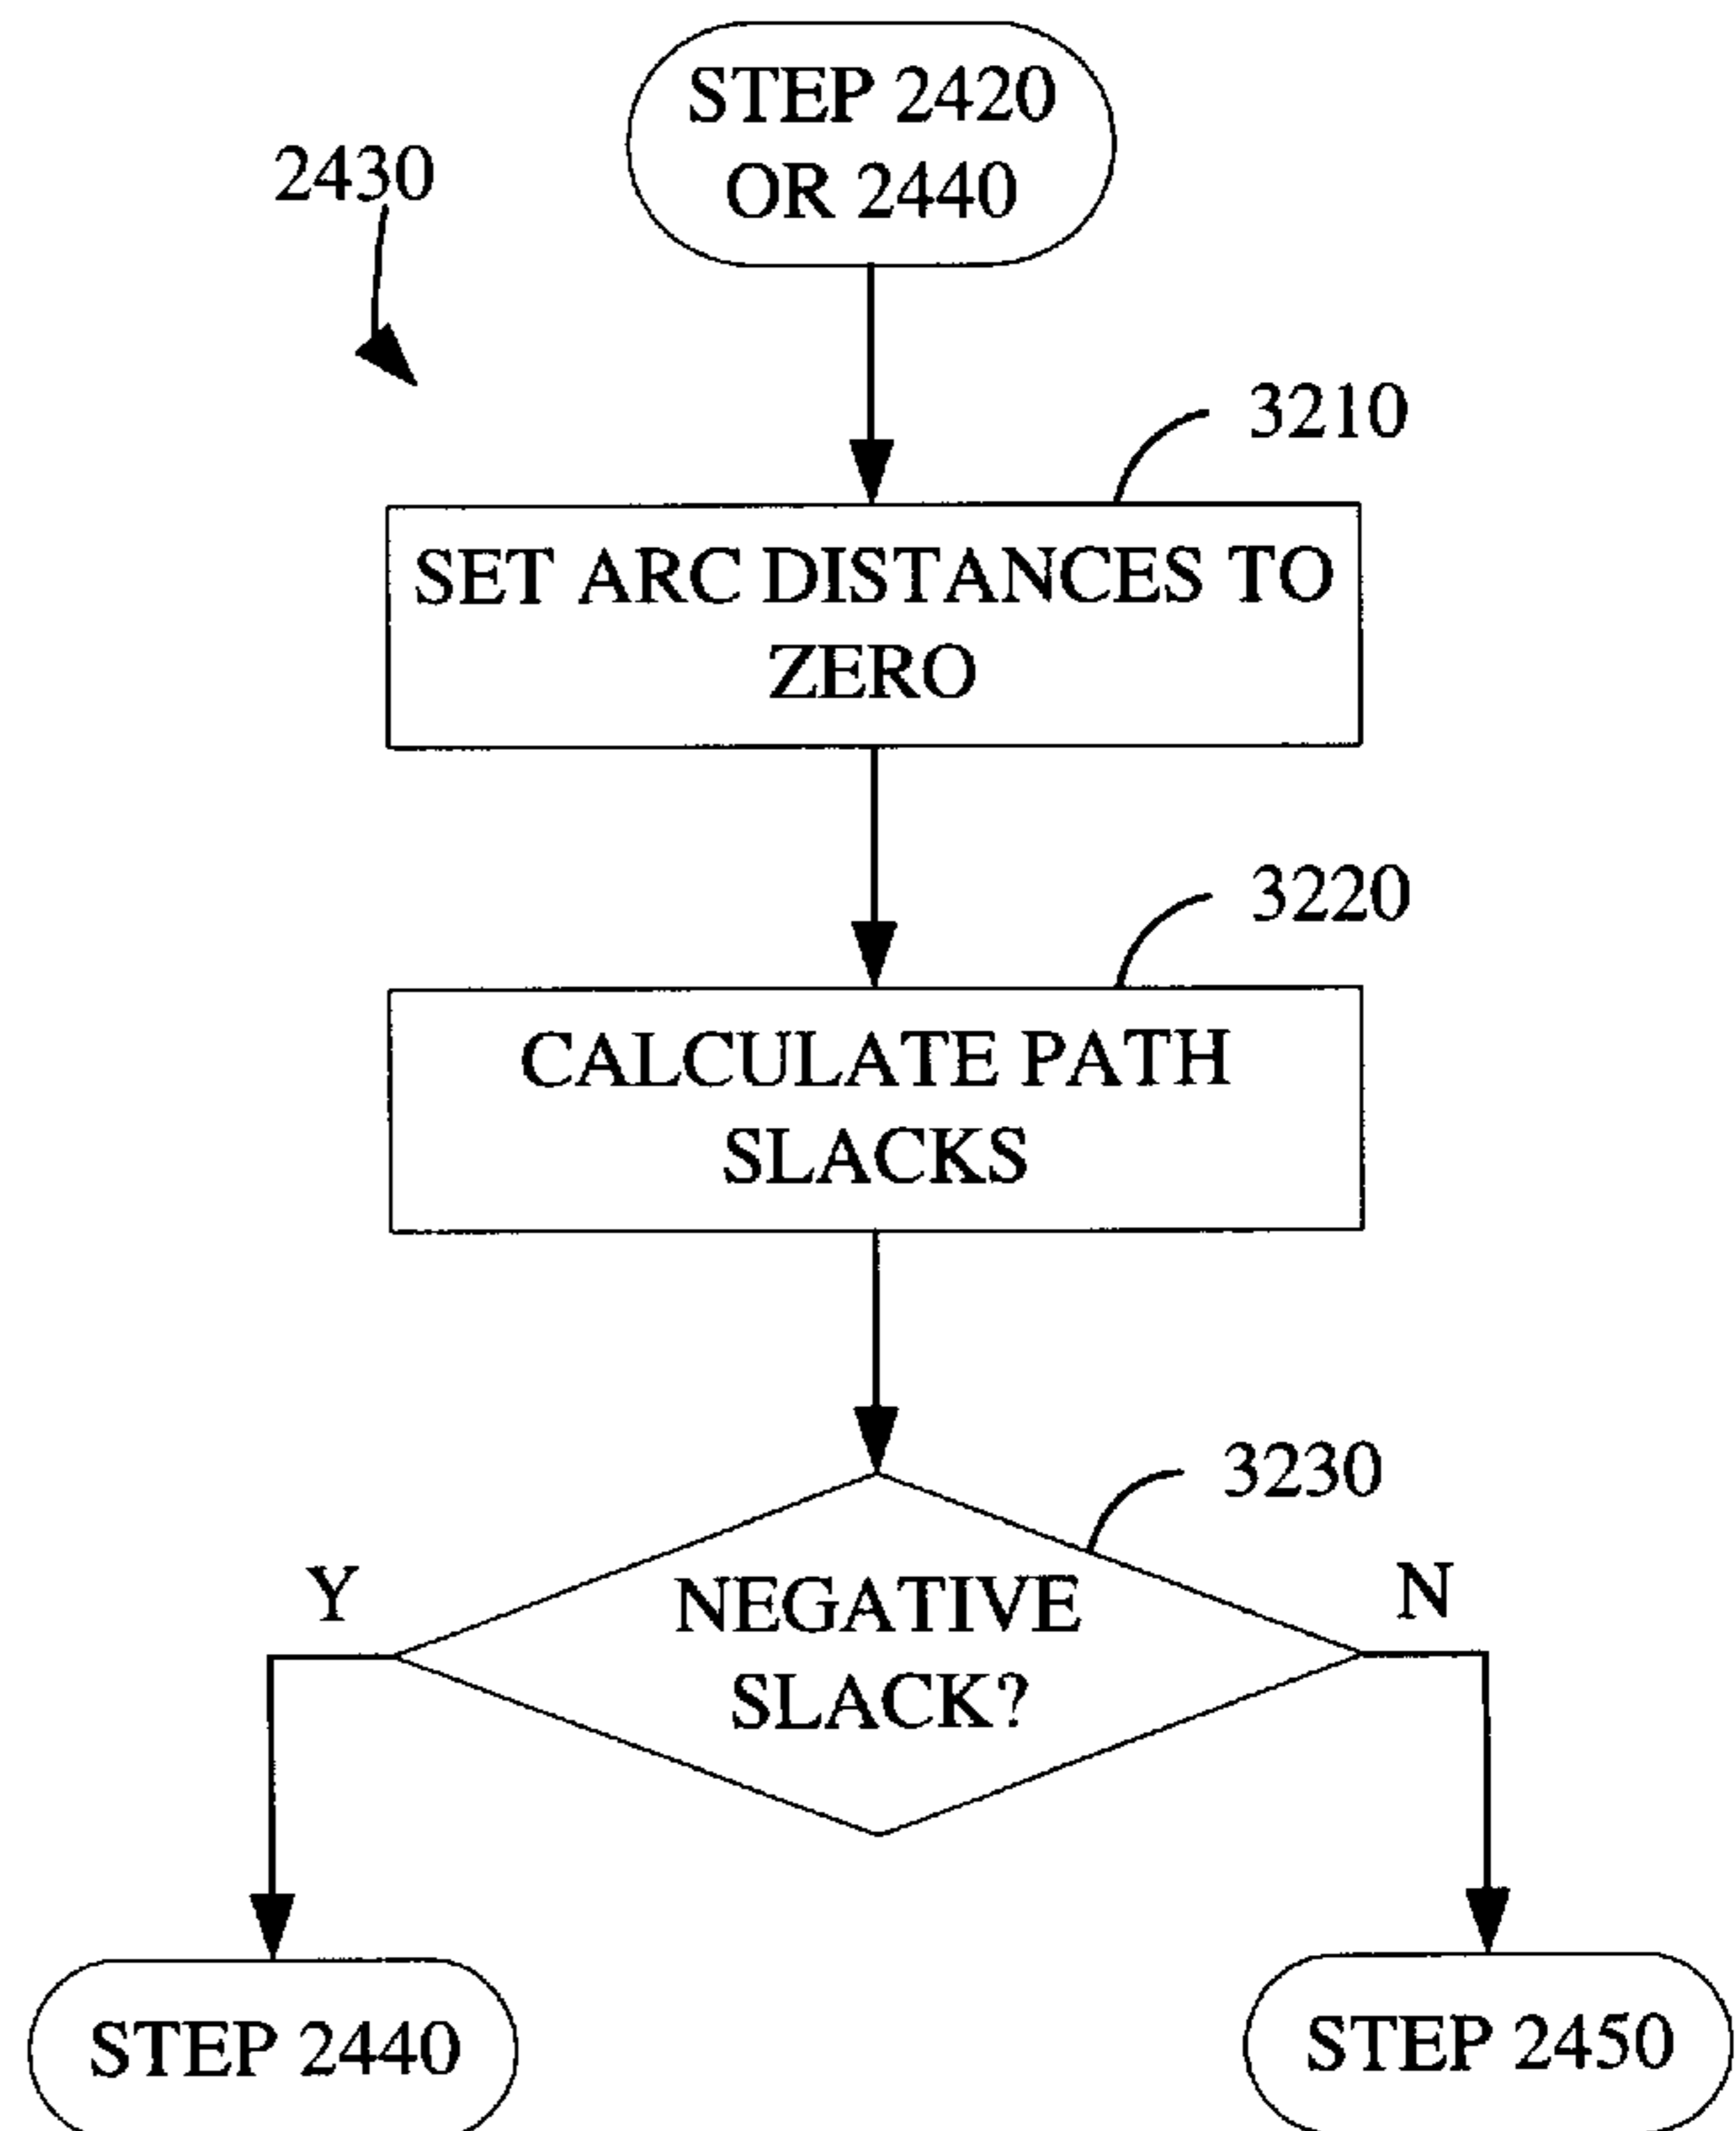 STEP 2420
OR 2440
2430
3210
SET ARC DISTANCES TO
ZERO
3220
CALCULATE PATH
SLACKS
3230
Y
NEGATIVE
SLACK?
N
STEP 2440
STEP 2450